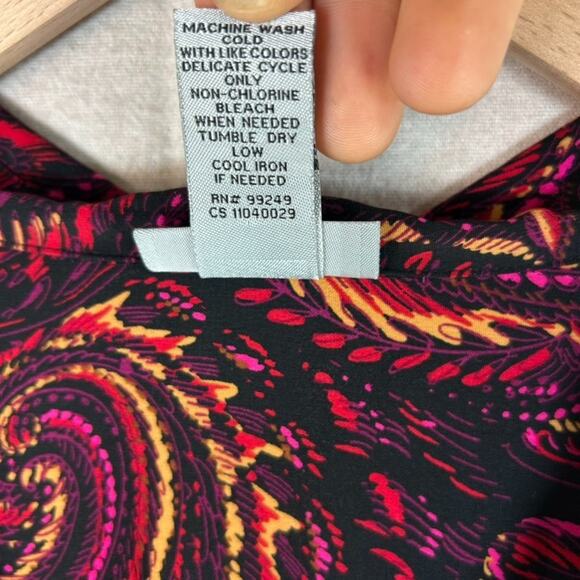 MACHINE WASH
COLD
WITH LIKE COLORS
DELICATE CYCLE
ONLY
NON-CHLORINE
BLEACH
WHEN NEEDED
TUMBLE DRY
LOW
COOL IRON
IF NEEDED
RN# 99249
CS 11040029